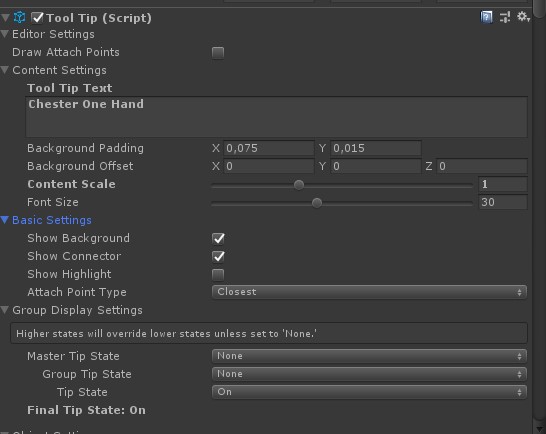 Tool Tip (Script)
Editor Settings
Draw Attach Points
Content Settings
Tool Tip Text
Chester One Hand
Background Padding X 0,075 Y 0,015
Background Offset X 0 Y 0 Z 0
Content Scale 1
Font Size 30
Basic Settings
Show Background
Show Connector
Show Highlight
Attach Point Type Closest
Group Display Settings
Higher states will override lower states unless set to 'None.'
Master Tip State None
Group Tip State None
Tip State On
Final Tip State: On